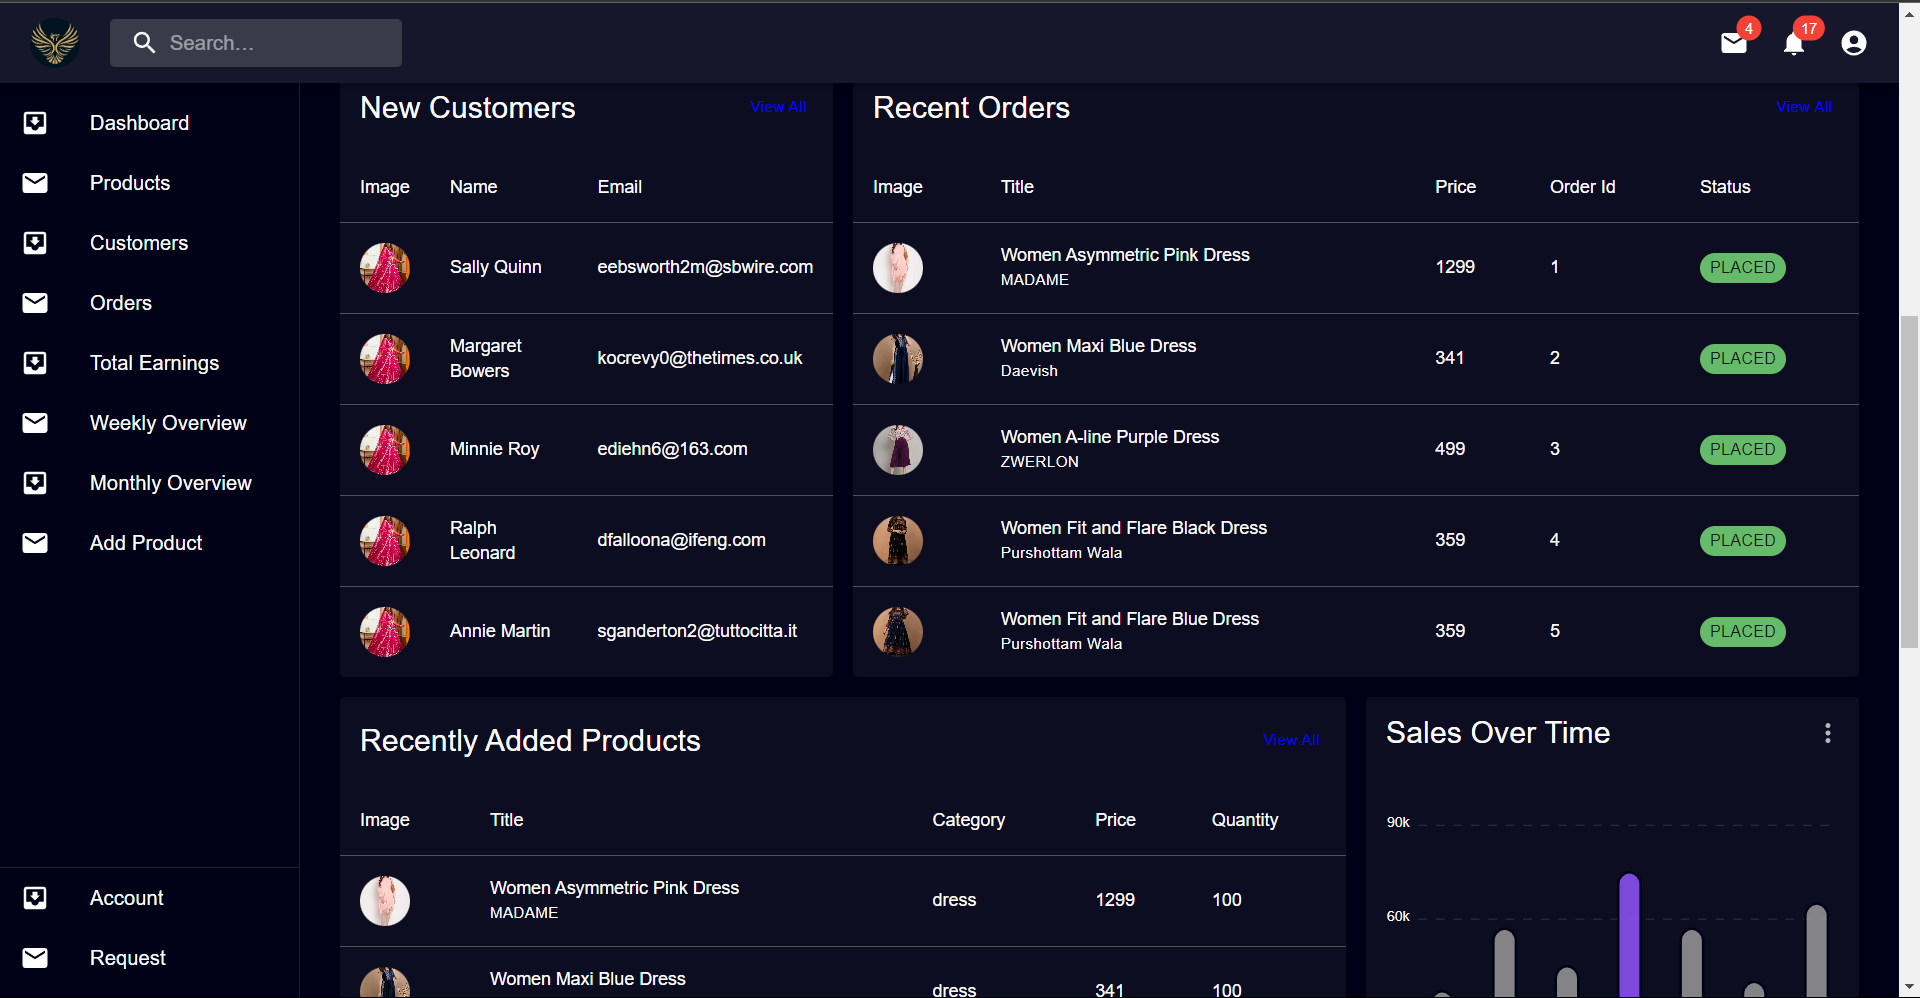 Search...
4
17
Dashboard
Products
Customers
Orders
Total Earnings
Weekly Overview
Monthly Overview
Add Product
Account
Request
New Customers
View All
Image Name Email
Sally Quinn eebsworth2m@sbwire.com
Margaret
Bowers
kocrevy0@thetimes.co.uk
Minnie Roy ediehn6@163.com
Ralph
Leonard
dfalloona@ifeng.com
Annie Martin sganderton2@tuttocitta.it
Recent Orders
View All
Image Title Price Order Id Status
Women Asymmetric Pink Dress
MADAME
1299 1 PLACED
Women Maxi Blue Dress
Daevish
341 2 PLACED
Women A-line Purple Dress
ZWERLON
499 3 PLACED
Women Fit and Flare Black Dress
Purshottam Wala
359 4 PLACED
Women Fit and Flare Blue Dress
Purshottam Wala
359 5 PLACED
Recently Added Products
View All
Image Title Category Price Quantity
Women Asymmetric Pink Dress
MADAME
dress 1299 100
Women Maxi Blue Dress
dress 341 100
Sales Over Time
90k
60k